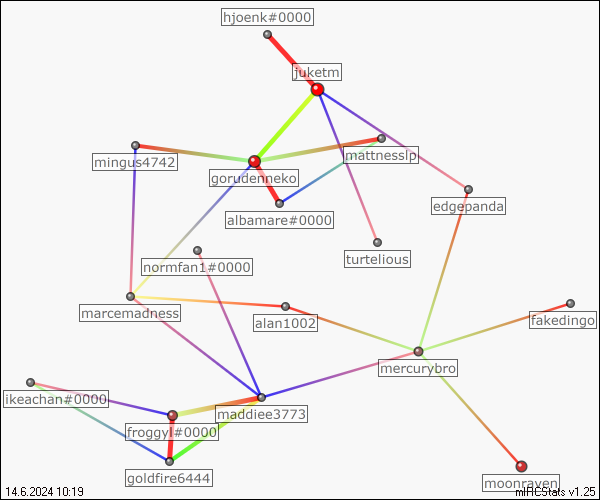 hjoenk#0000
juketm
mingus4742
mattnesslp
gorudenneko
edgepanda
albamare#0000
turtelious
normfan1#0000
marcemadness
alan1002
fakedingo
mercurybro
ikeachan#0000
maddiee3773
froggyl#0000
goldfire6444
moonraven
14.6.2024 10:19
mIRCStats v1.25